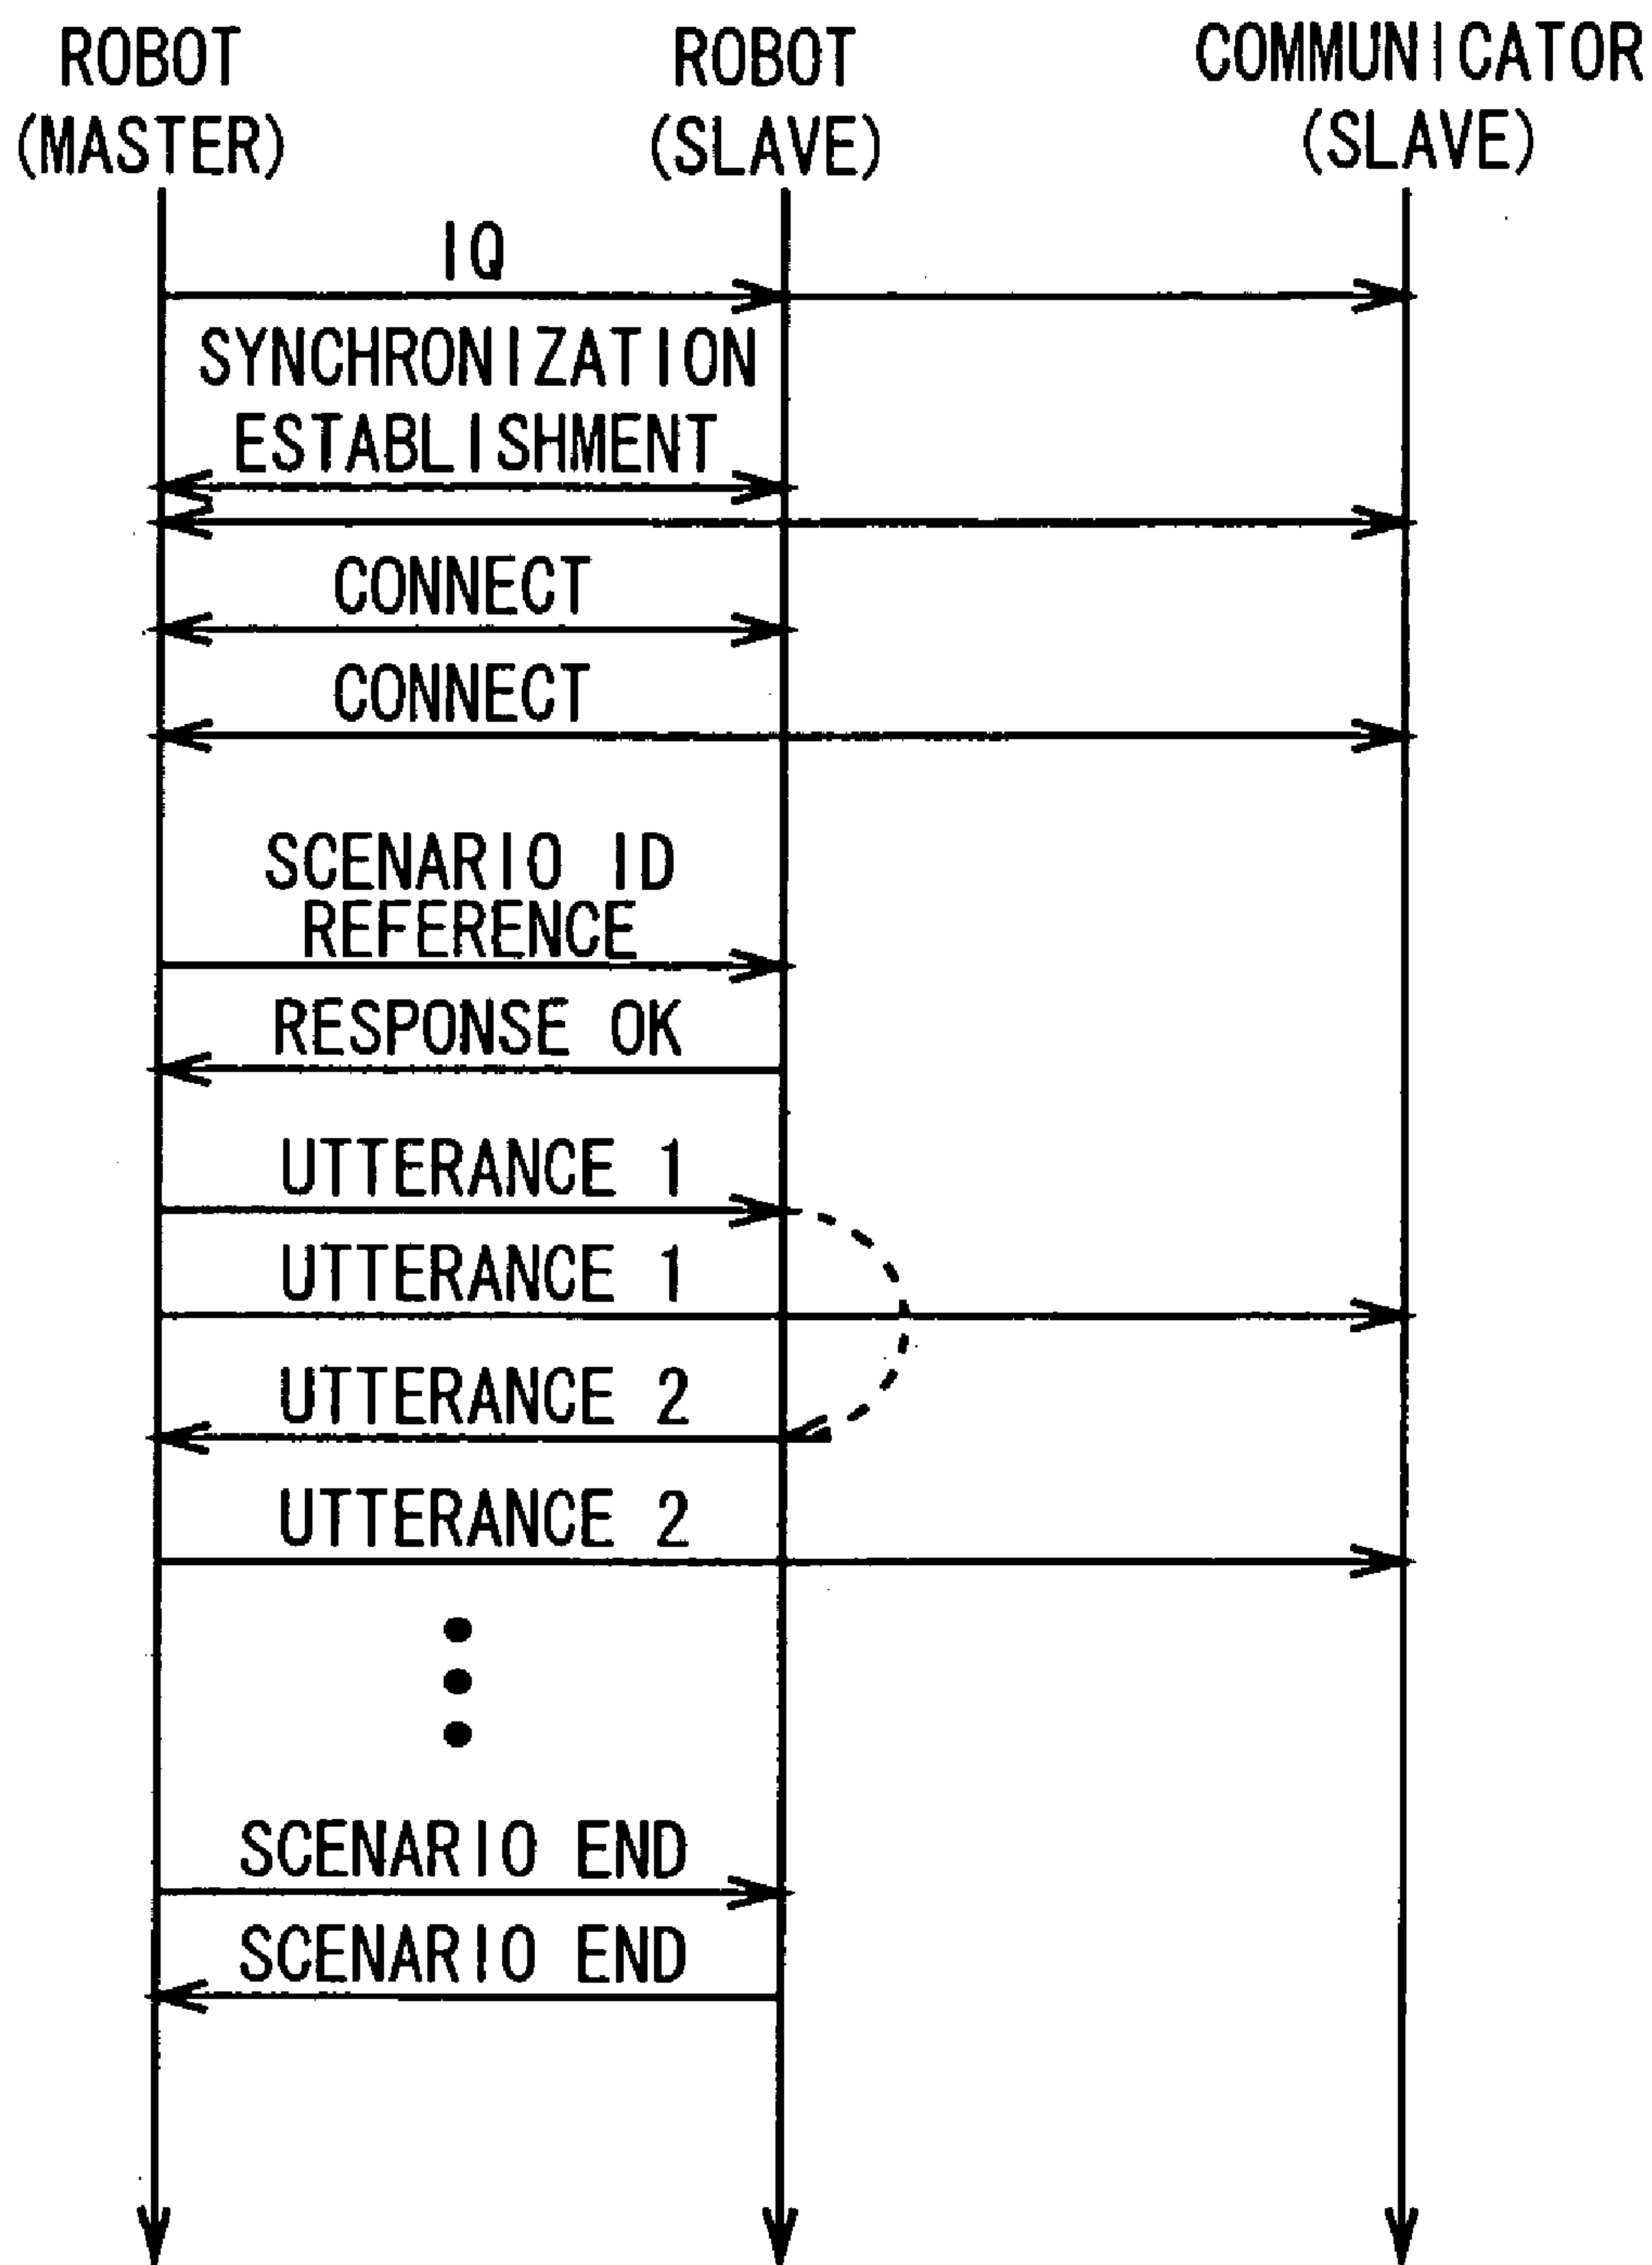 ROBOT
(MASTER)
ROBOT
(SLAVE)
COMMUNICATOR
(SLAVE)
IQ
SYNCHRONIZATION
ESTABLISHMENT
CONNECT
CONNECT
SCENARIO ID
REFERENCE
RESPONSE OK
UTTERANCE 1
UTTERANCE 1
UTTERANCE 2
UTTERANCE 2
SCENARIO END
SCENARIO END